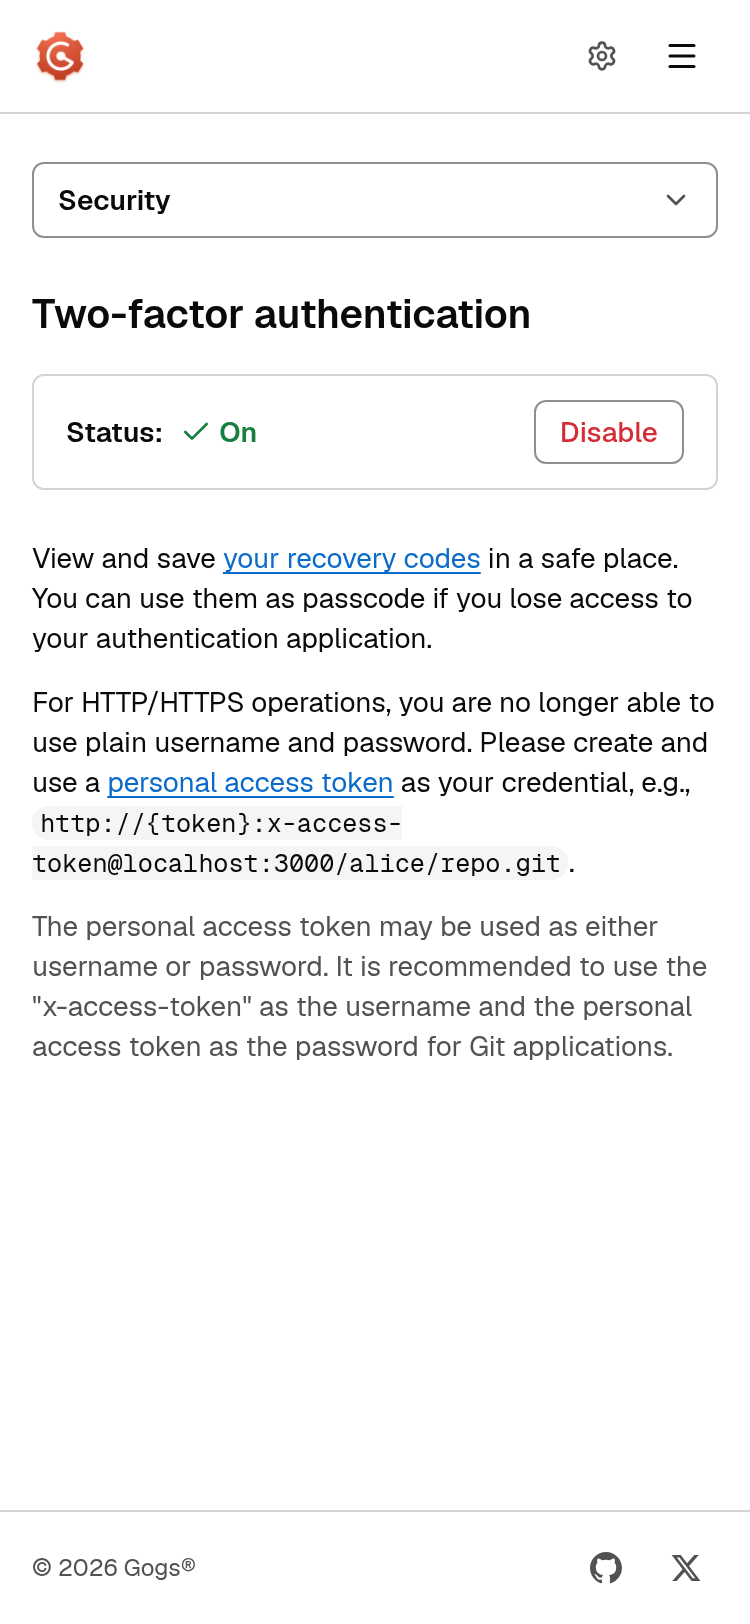 Security
Two-factor authentication
Status: On
Disable
View and save your recovery codes in a safe place.
You can use them as passcode if you lose access to
your authentication application.
For HTTP/HTTPS operations, you are no longer able to
use plain username and password. Please create and
use a personal access token as your credential, e.g.,
http://{token}:x-access-
token@localhost:3000/alice/repo.git.
The personal access token may be used as either
username or password. It is recommended to use the
"x-access-token" as the username and the personal
access token as the password for Git applications.
© 2026 Gogs®